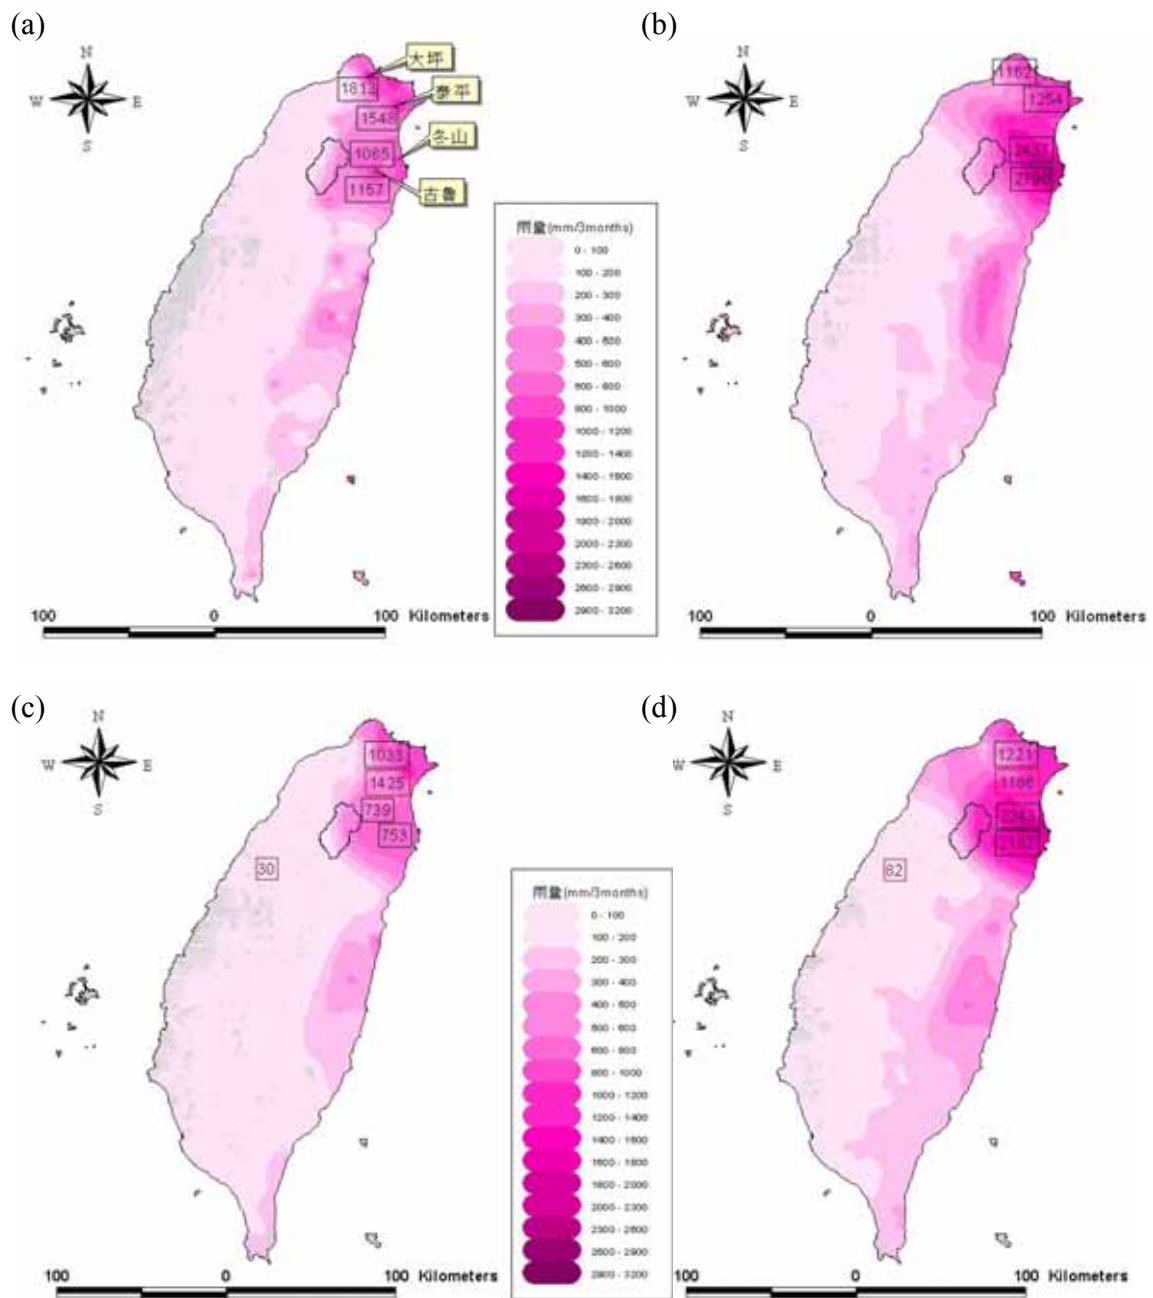 (a)
N
W
E
S
大坪
1813
泰平
1548
冬山
1065
1157
古魯
雨量(mm/3months)
0 - 100
100 - 200
200 - 300
300 - 400
400 - 500
500 - 600
600 - 800
800 - 1000
1000 - 1200
1200 - 1400
1400 - 1600
1600 - 1800
1800 - 2000
2000 - 2300
2300 - 2600
2600 - 2900
2900 - 3200
100
0
100 Kilometers
(b)
N
W
E
S
1162
1254
2437
100
0
100 Kilometers
(c)
N
W
E
S
1033
1425
739
753
30
雨量(mm/3months)
0 - 100
100 - 200
200 - 300
300 - 400
400 - 500
500 - 600
600 - 800
800 - 1000
1000 - 1200
1200 - 1400
1400 - 1600
1600 - 1800
1800 - 2000
2000 - 2300
2300 - 2600
2600 - 2900
2900 - 3200
100
0
100 Kilometers
(d)
N
W
E
S
1221
1166
82
100
0
100 Kilometers